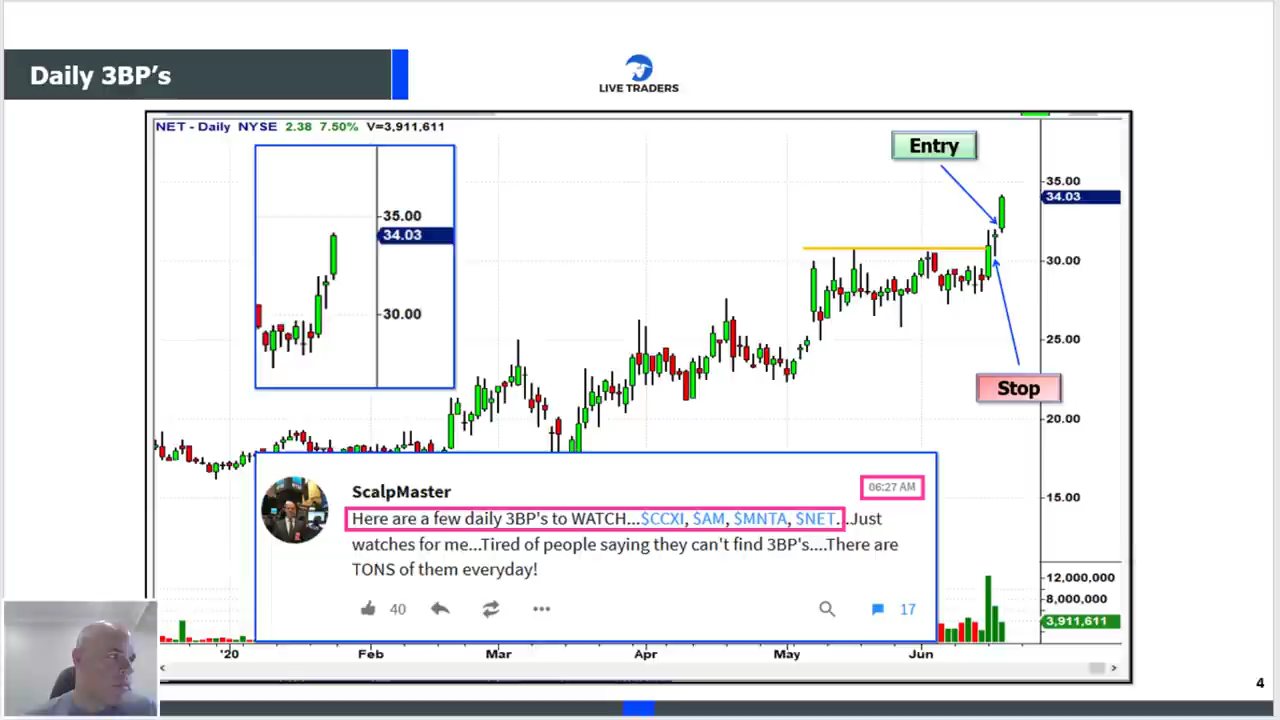 Daily 3BP's
LIVE TRADERS
NET - Daily NYSE 2.38 7.50% V=3,911,611
Entry
35.00
34.03
35.00
34.03
30.00
30.00
25.00
Stop
20.00
15.00
ScalpMaster
06:27 AM
Here are a few daily 3BP's to WATCH...$CCXI, $AM, $MNTA, $NET...Just
watches for me...Tired of people saying they can't find 3BP's....There are
TONS of them everyday!
40
17
12,000,000
8,000,000
3,911,611
'20 Feb Mar Apr May Jun
4